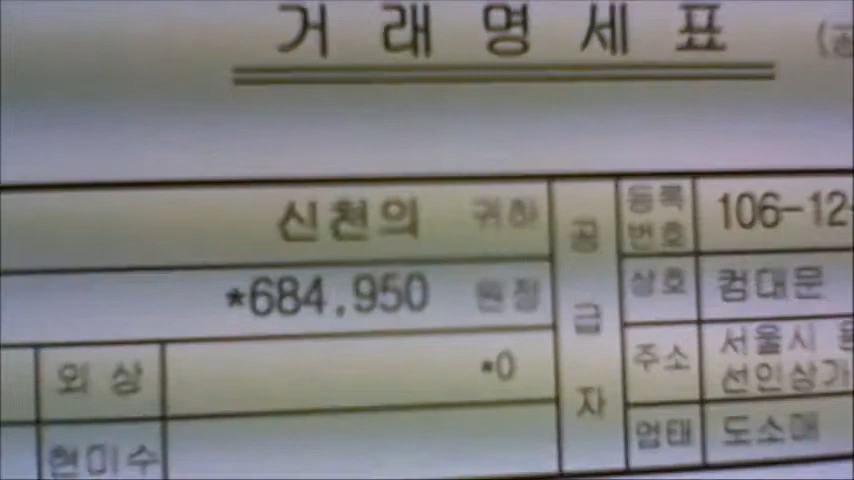 거래명세표
신천의 귀하
*684,950 원정
외상 *0
현미수
공급자
등록번호 106-12-
상호 컴대문
주소 서울시
선인상가
업태 도소매